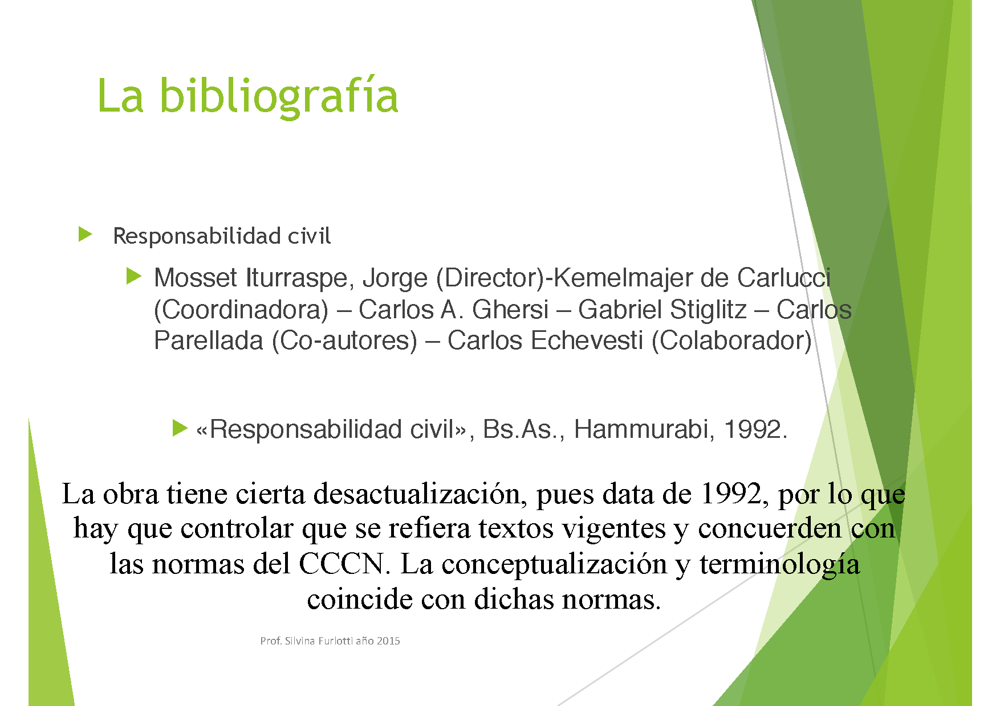 La bibliografía
Responsabilidad civil
Mosset Iturraspe, Jorge (Director)-Kemelmajer de Carlucci
(Coordinadora) – Carlos A. Ghersi – Gabriel Stiglitz – Carlos
Parellada (Co-autores) – Carlos Echevesti (Colaborador)
«Responsabilidad civil», Bs.As., Hammurabi, 1992.
La obra tiene cierta desactualización, pues data de 1992, por lo que
hay que controlar que se refiera textos vigentes y concuerden con
las normas del CCCN. La conceptualización y terminología
coincide con dichas normas.
Prof. Silvina Furlotti año 2015